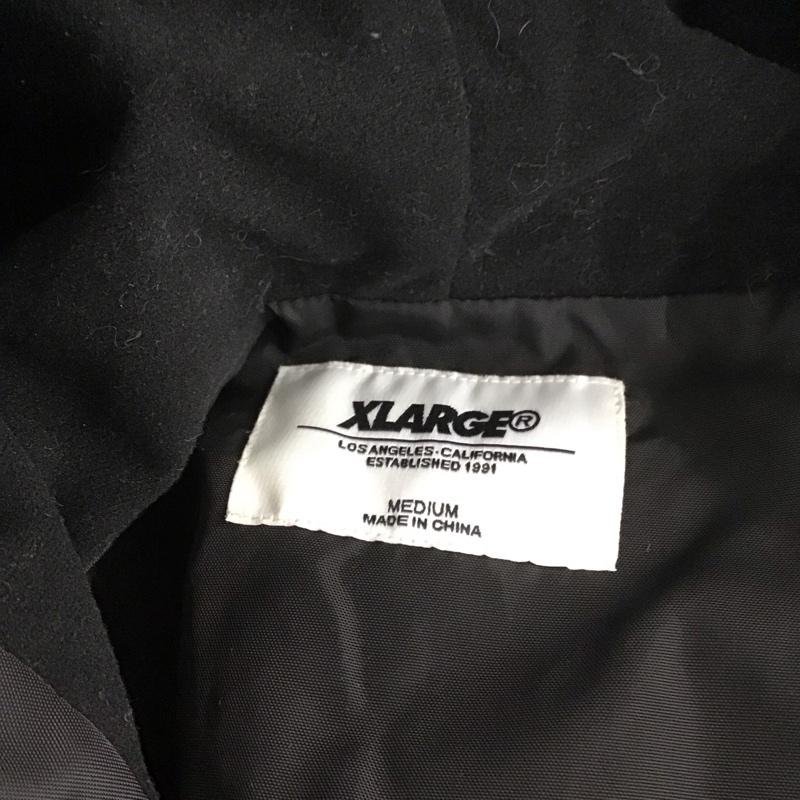 XLARGE®
LOS ANGELES・CALIFORNIA
ESTABLISHED 1991
MEDIUM
MADE IN CHINA